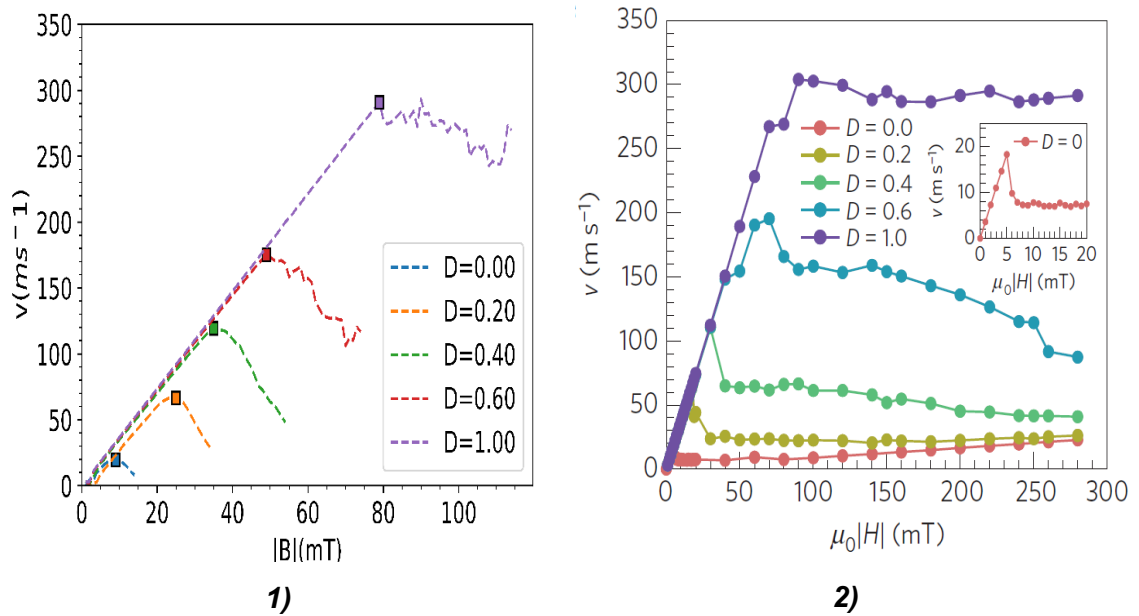 350
300
250
200
150
100
50
0
v(ms−1)
0 20 40 60 80 100
|B|(mT)
D=0.00
D=0.20
D=0.40
D=0.60
D=1.00
1)
350
300
250
200
150
100
50
0
v (m s⁻¹)
0 50 100 150 200 250 300
μ₀|H| (mT)
D = 0.0
D = 0.2
D = 0.4
D = 0.6
D = 1.0
D = 0
20
10
0
v (m s⁻¹)
0 5 10 15 20
μ₀|H| (mT)
2)